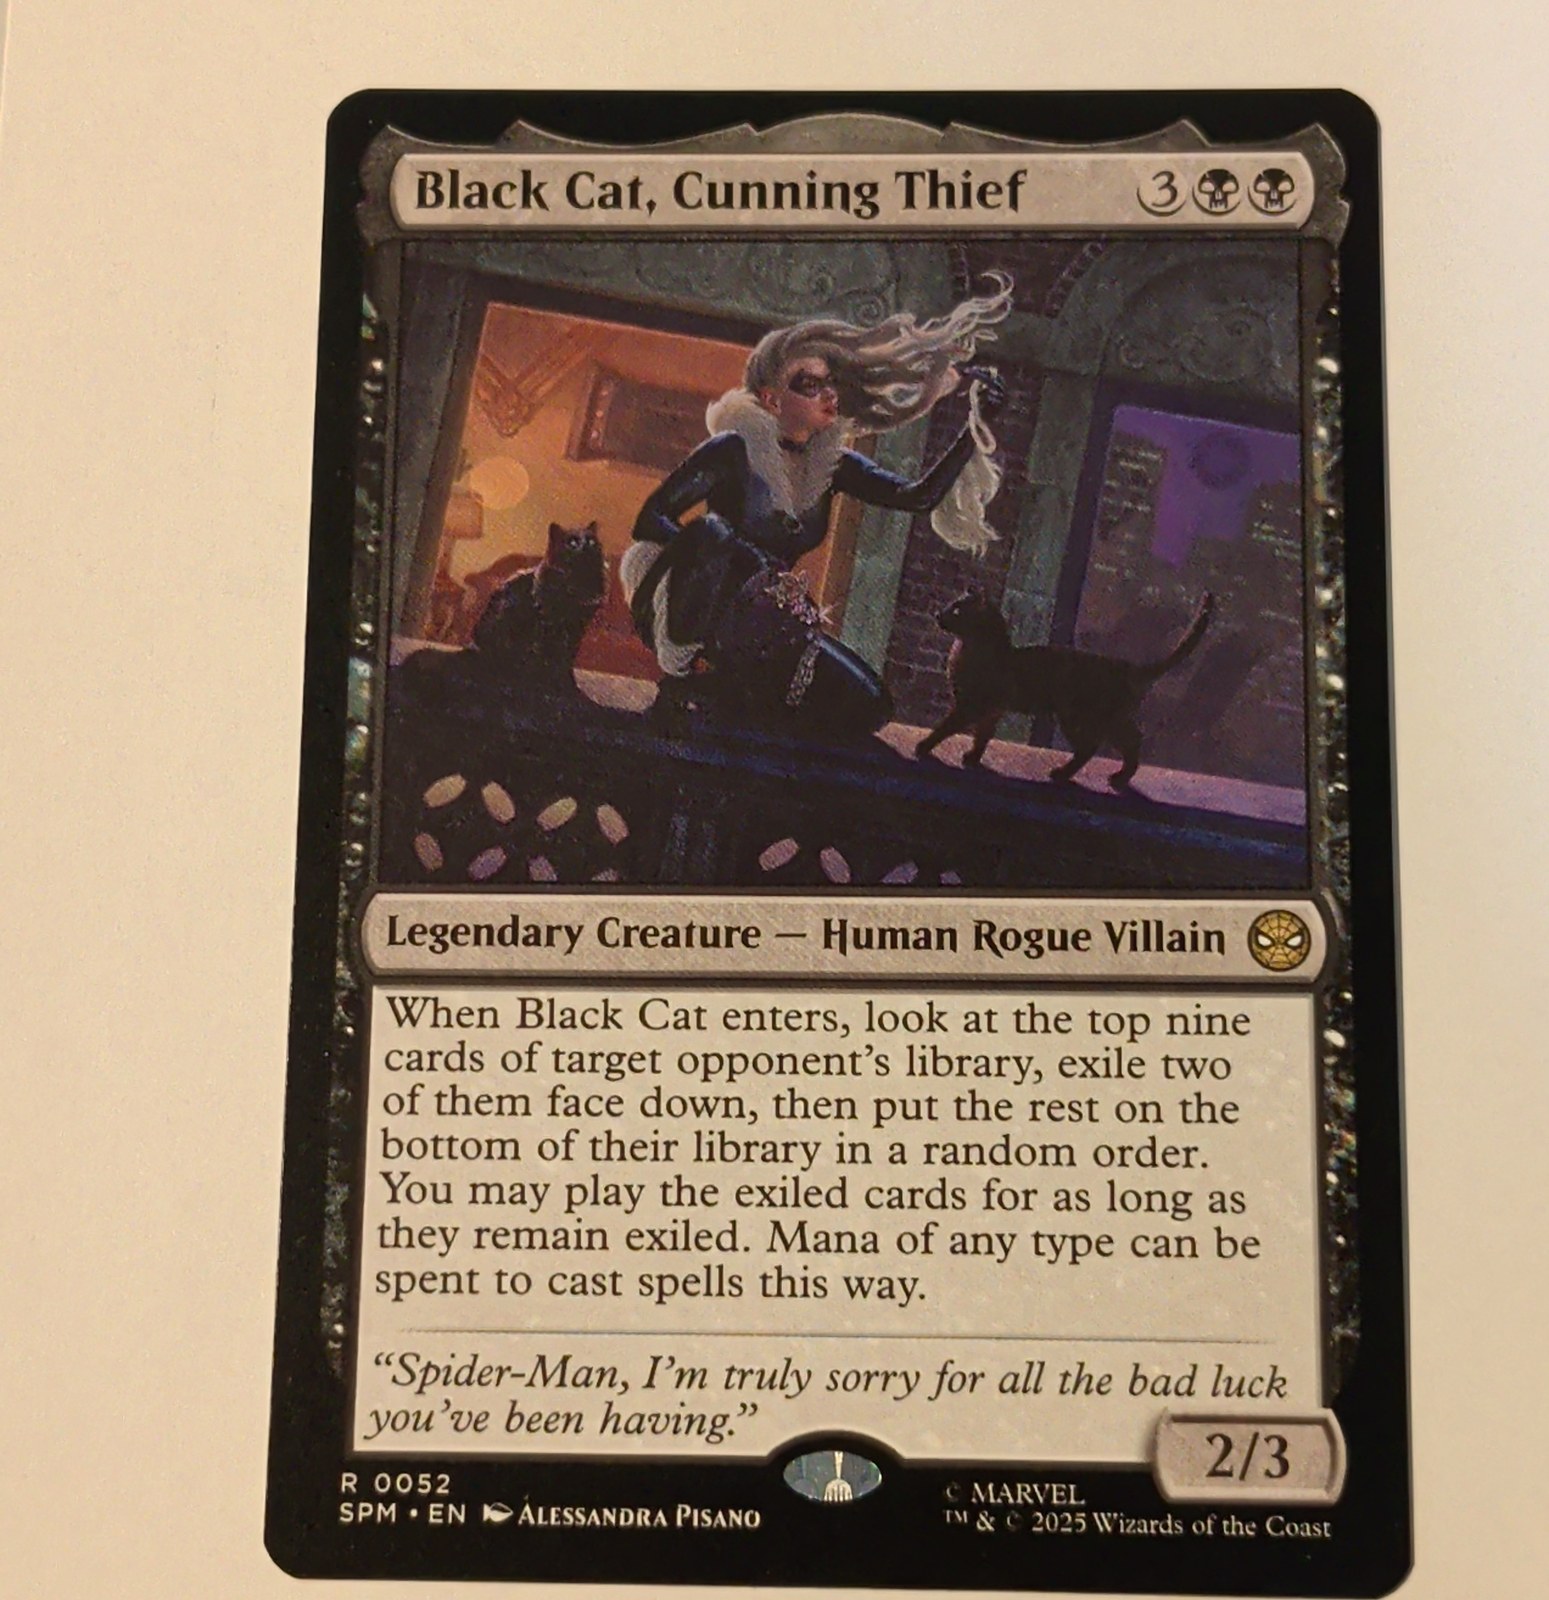 Black Cat, Cunning Thief 3
Legendary Creature — Human Rogue Villain
When Black Cat enters, look at the top nine
cards of target opponent's library, exile two
of them face down, then put the rest on the
bottom of their library in a random order.
You may play the exiled cards for as long as
they remain exiled. Mana of any type can be
spent to cast spells this way.
“Spider-Man, I'm truly sorry for all the bad luck
you've been having.”
2/3
R 0052
SPM • EN Alessandra Pisano
© MARVEL
™ & © 2025 Wizards of the Coast